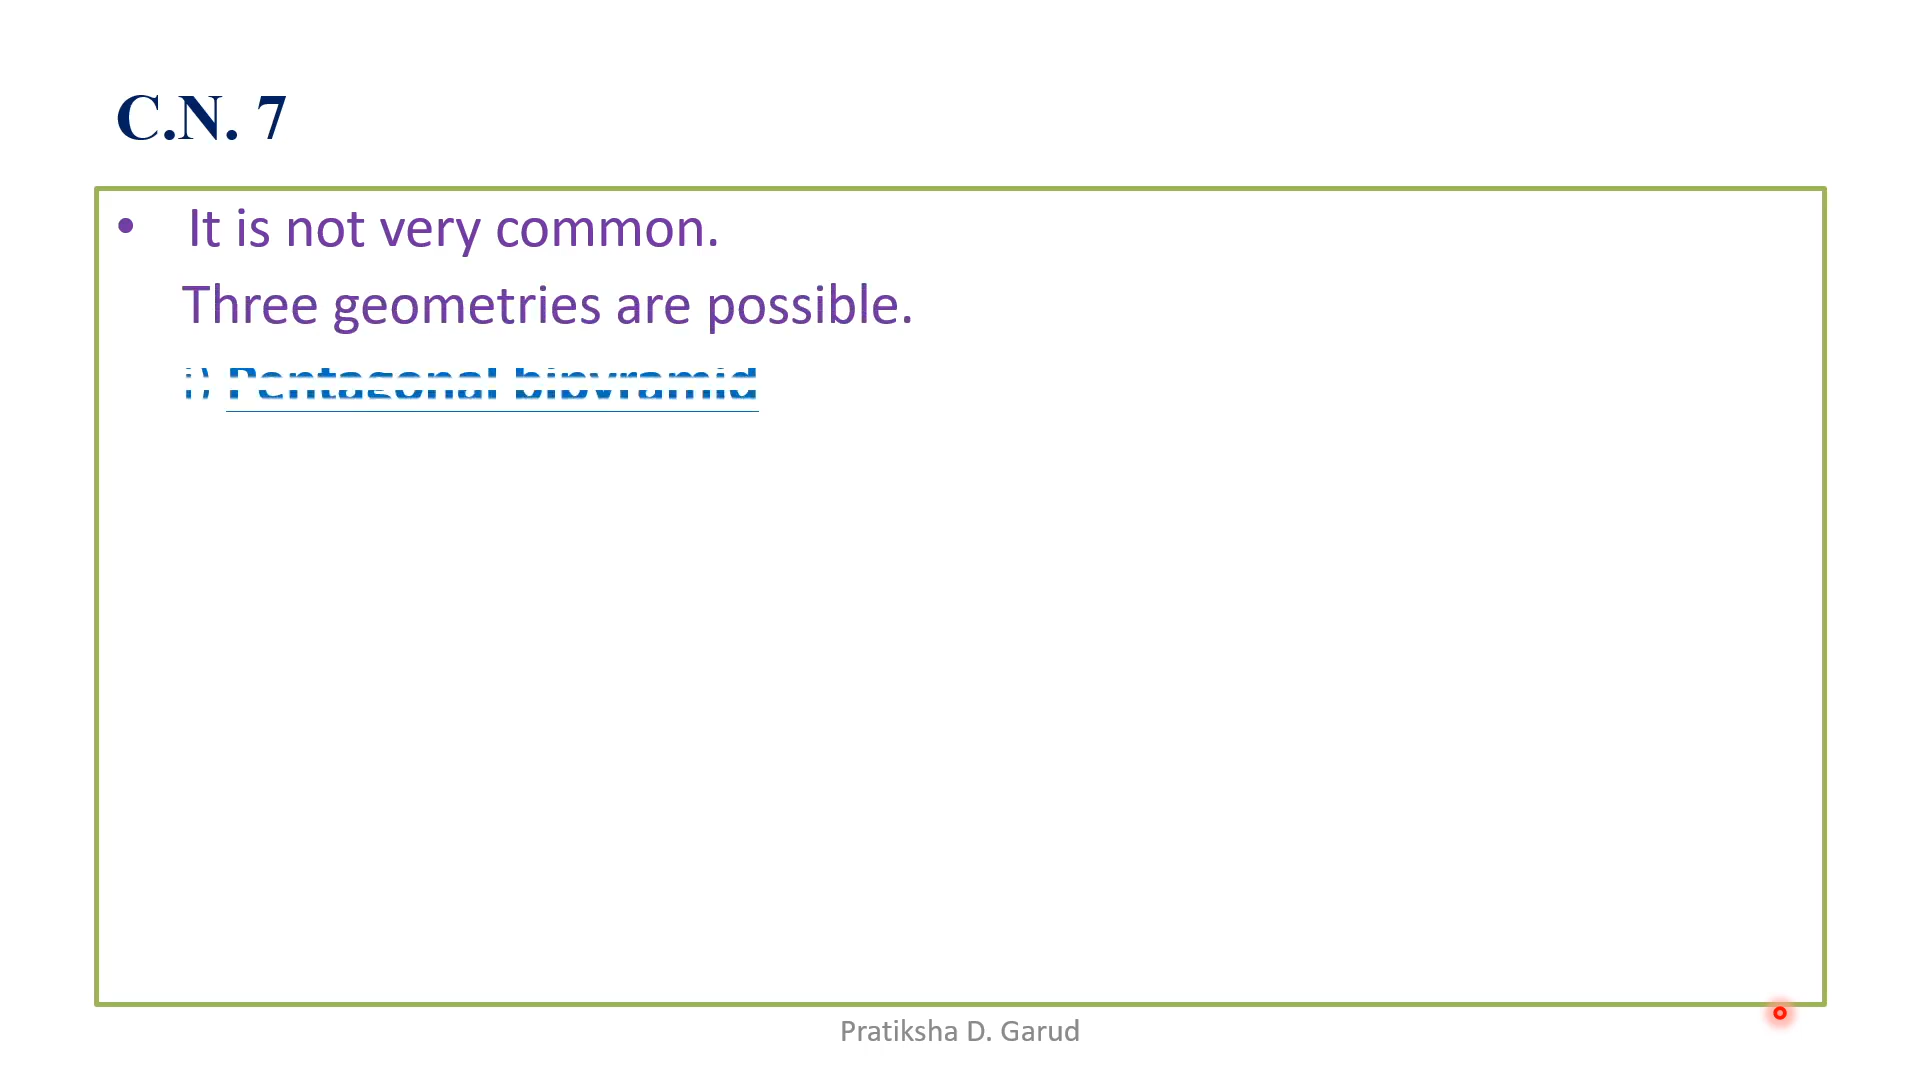 C.N. 7
• It is not very common.
Three geometries are possible.
i) Pentagonal bipyramid
Pratiksha D. Garud